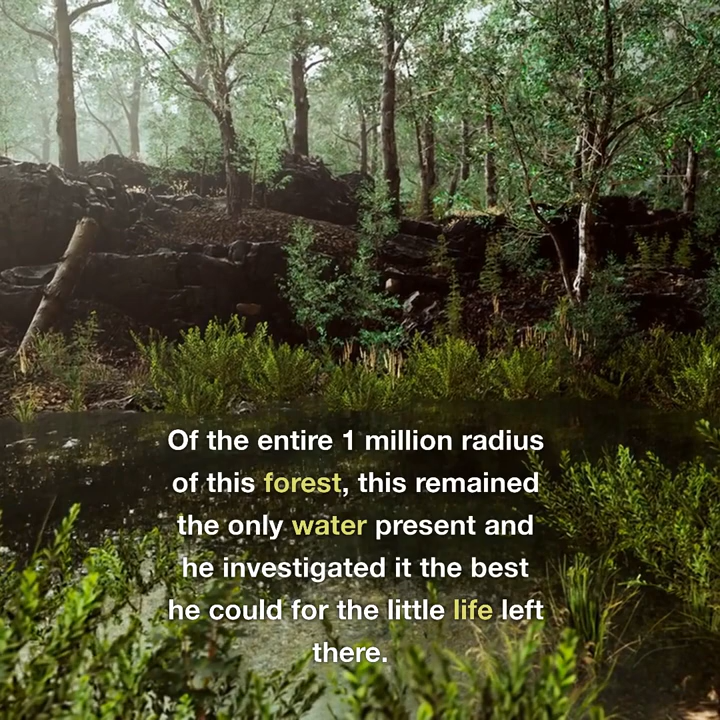 Of the entire 1 million radius
of this forest, this remained
the only water present and
he investigated it the best
he could for the little life left
there.